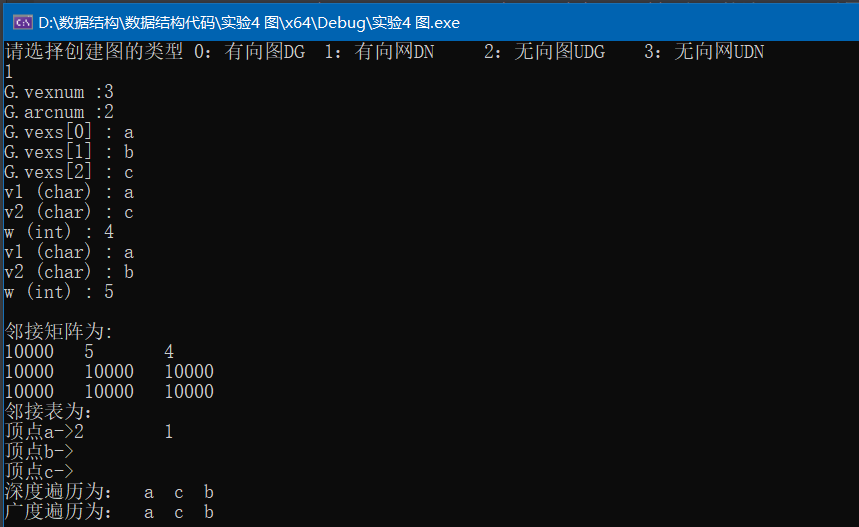 D:\数据结构\数据结构代码\实验4 图\x64\Debug\实验4 图.exe
请选择创建图的类型 0：有向图DG 1：有向网DN 2：无向图UDG 3：无向网UDN
1
G.vexnum :3
G.arcnum :2
G.vexs[0] : a
G.vexs[1] : b
G.vexs[2] : c
v1 (char) : a
v2 (char) : c
w (int) : 4
v1 (char) : a
v2 (char) : b
w (int) : 5
邻接矩阵为:
10000 5 4
10000 10000 10000
10000 10000 10000
邻接表为：
顶点a->2 1
顶点b->
顶点c->
深度遍历为： a c b
广度遍历为： a c b